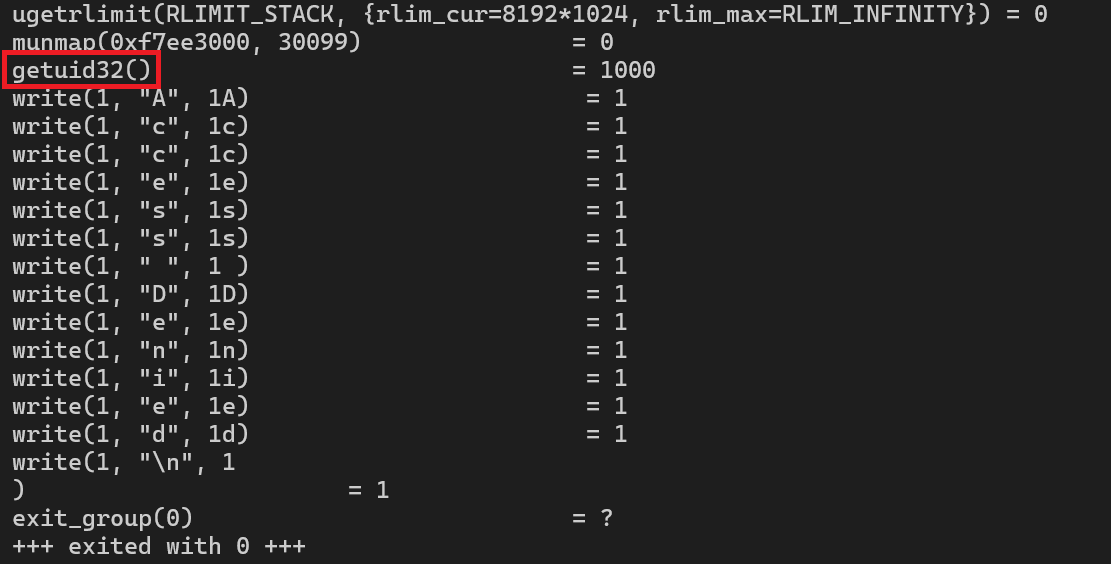 ugetrlimit(RLIMIT_STACK, {rlim_cur=8192*1024, rlim_max=RLIM_INFINITY}) = 0
munmap(0xf7ee3000, 30099)               = 0
getuid32()                              = 1000
write(1, "A", 1A)                        = 1
write(1, "c", 1c)                        = 1
write(1, "c", 1c)                        = 1
write(1, "e", 1e)                        = 1
write(1, "s", 1s)                        = 1
write(1, "s", 1s)                        = 1
write(1, " ", 1 )                        = 1
write(1, "D", 1D)                        = 1
write(1, "e", 1e)                        = 1
write(1, "n", 1n)                        = 1
write(1, "i", 1i)                        = 1
write(1, "e", 1e)                        = 1
write(1, "d", 1d)                        = 1
write(1, "\n", 1
)                       = 1
exit_group(0)                           = ?
+++ exited with 0 +++